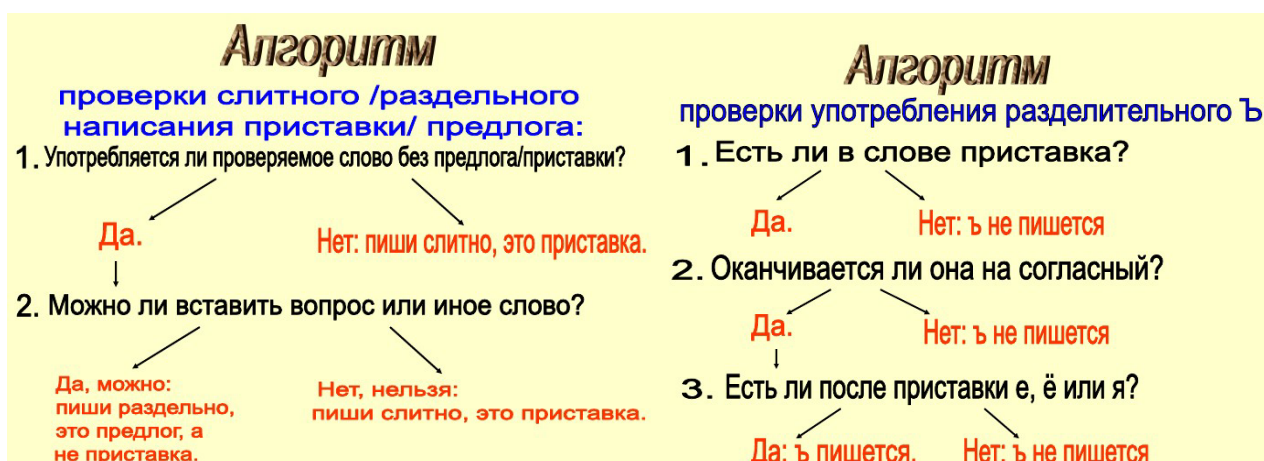 Алгоритм
проверки слитного /раздельного
написания приставки/ предлога:
1. Употребляется ли проверяемое слово без предлога/приставки?
Да.
Нет: пиши слитно, это приставка.
2. Можно ли вставить вопрос или иное слово?
Да, можно:
пиши раздельно,
это предлог, а
не приставка.
Нет, нельзя:
пиши слитно, это приставка.
Алгоритм
проверки употребления разделительного Ъ
1. Есть ли в слове приставка?
Да.
Нет: ъ не пишется
2. Оканчивается ли она на согласный?
Да.
Нет: ъ не пишется
3. Есть ли после приставки е, ё или я?
Да: ъ пишется.
Нет: ъ не пишется